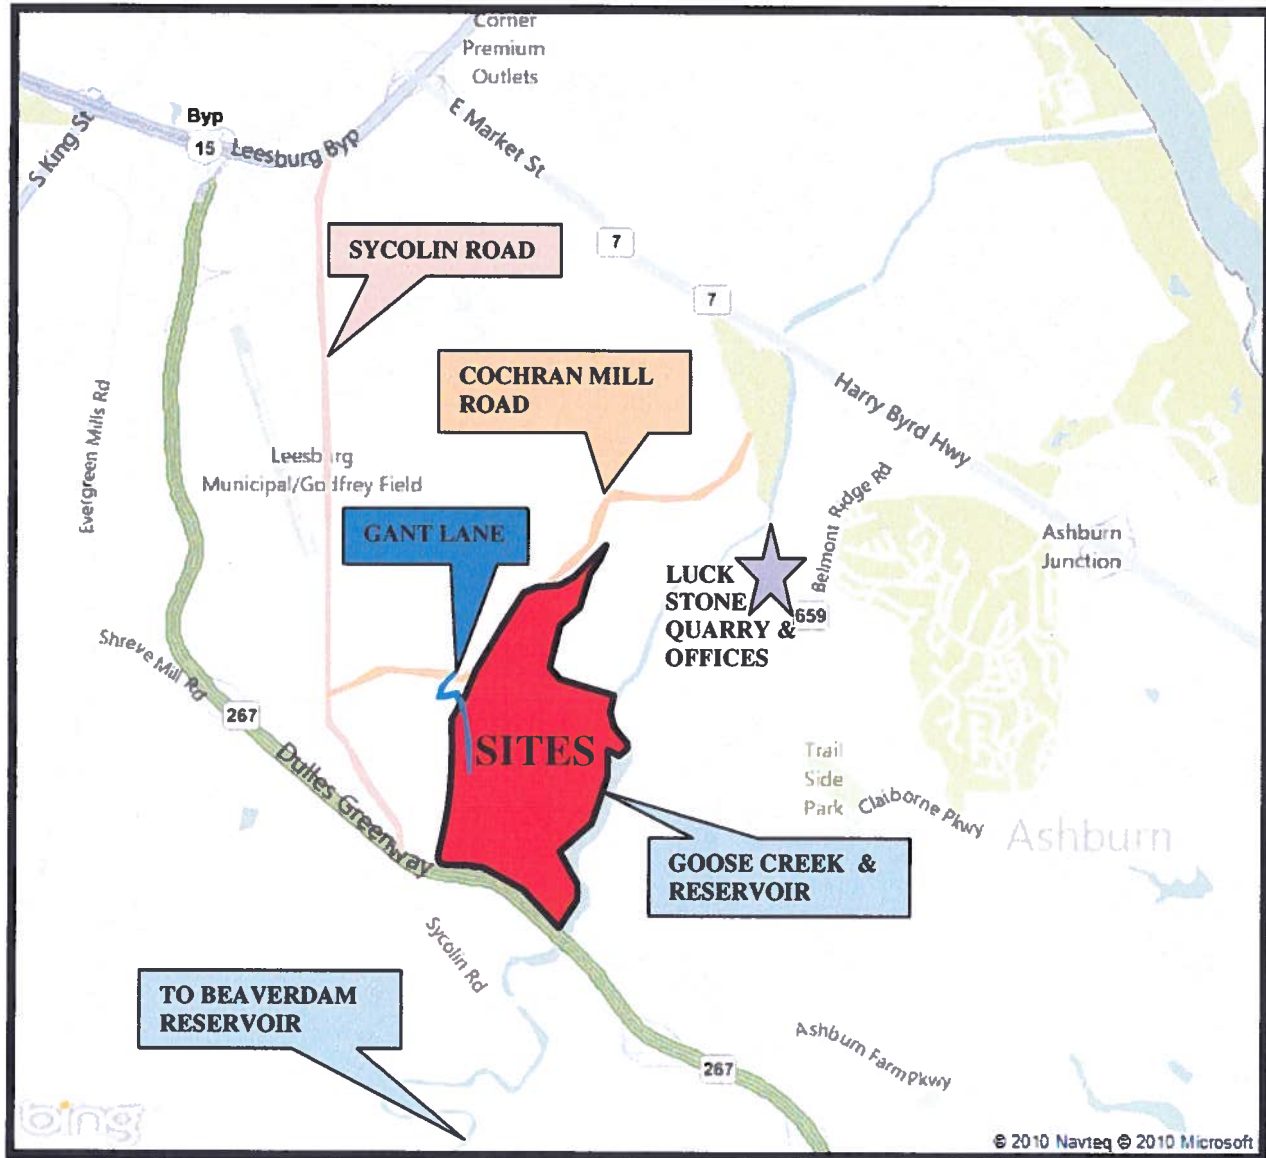 Corner
Premium
Outlets
Byp
15
Leesburg Byp
S King St
E Market St
7
SYCOLIN ROAD
7
COCHRAN MILL
ROAD
Harry Byrd Hwy
Evergreen Mills Rd
Leesburg
Municipal/Godfrey Field
Belmont Ridge Rd
GANT LANE
Ashburn
Junction
LUCK
STONE
QUARRY &
OFFICES
659
Shreve Mill Rd
267
SITES
Dulles Greenway
Trail
Side
Park
Claiborne Pkwy
Ashburn
GOOSE CREEK &
RESERVOIR
Sycolin Rd
TO BEAVERDAM
RESERVOIR
Ashburn Farm Pkwy
267
bing
© 2010 Navteq © 2010 Microsoft